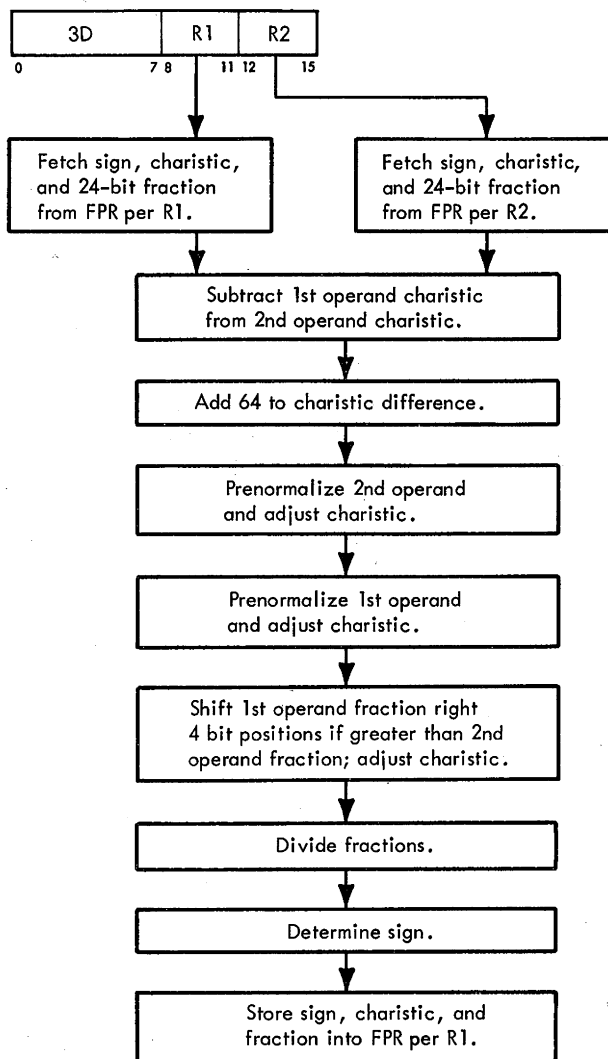 3D R1 R2
0 7 8 11 12 15
Fetch sign, charistic,
and 24-bit fraction
from FPR per R1.
Fetch sign, charistic,
and 24-bit fraction
from FPR per R2.
Subtract 1st operand charistic
from 2nd operand charistic.
Add 64 to charistic difference.
Prenormalize 2nd operand
and adjust charistic.
Prenormalize 1st operand
and adjust charistic.
Shift 1st operand fraction right
4 bit positions if greater than 2nd
operand fraction; adjust charistic.
Divide fractions.
Determine sign.
Store sign, charistic, and
fraction into FPR per R1.